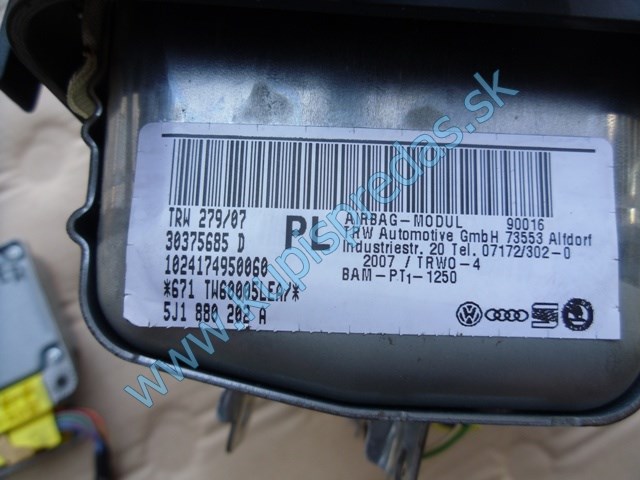 TRW 279/07
30375685 D
1024174950060
*671 TW60005LEA/*
5J1 880 202 A
PL
AIRBAG-MODUL 90016
TRW Automotive GmbH 73553 Alfdorf
Industriestr. 20 Tel. 07172/302-0
2007 / TRWO-4
BAM-PT1-1250
www.kupispredas.sk